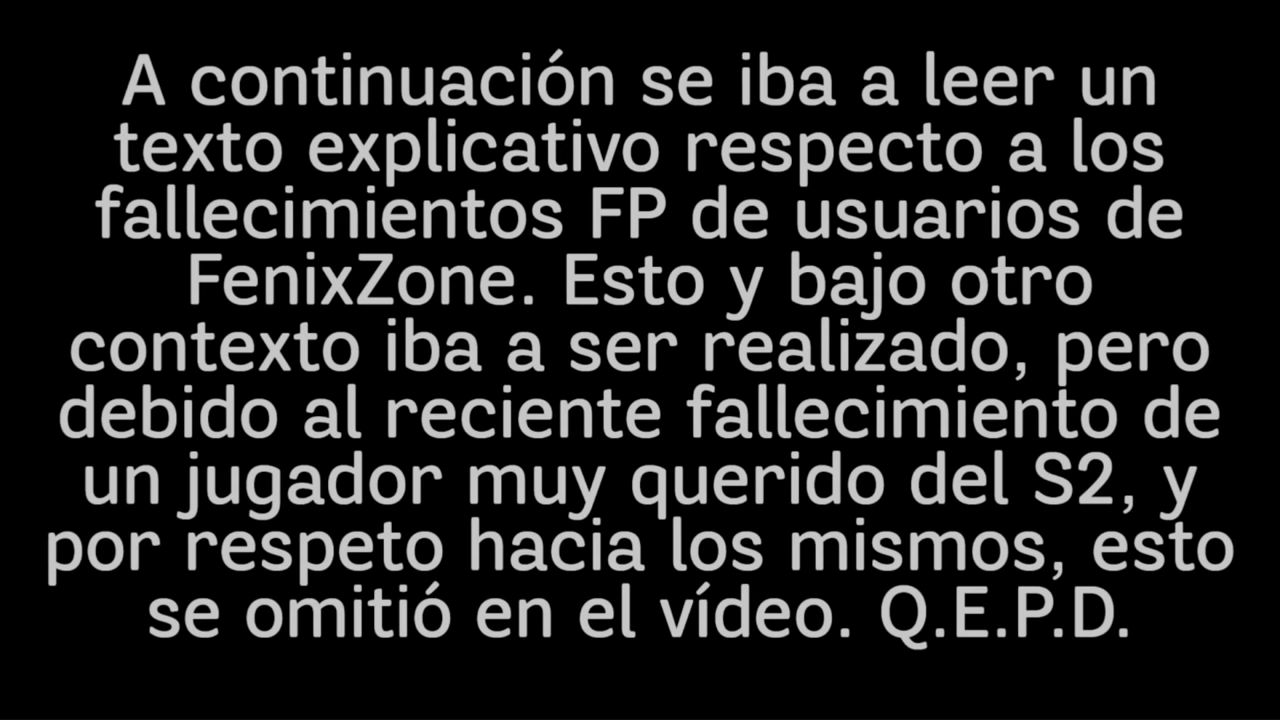 A continuación se iba a leer un
texto explicativo respecto a los
fallecimientos FP de usuarios de
FenixZone. Esto y bajo otro
contexto iba a ser realizado, pero
debido al reciente fallecimiento de
un jugador muy querido del S2, y
por respeto hacia los mismos, esto
se omitió en el vídeo. Q.E.P.D.